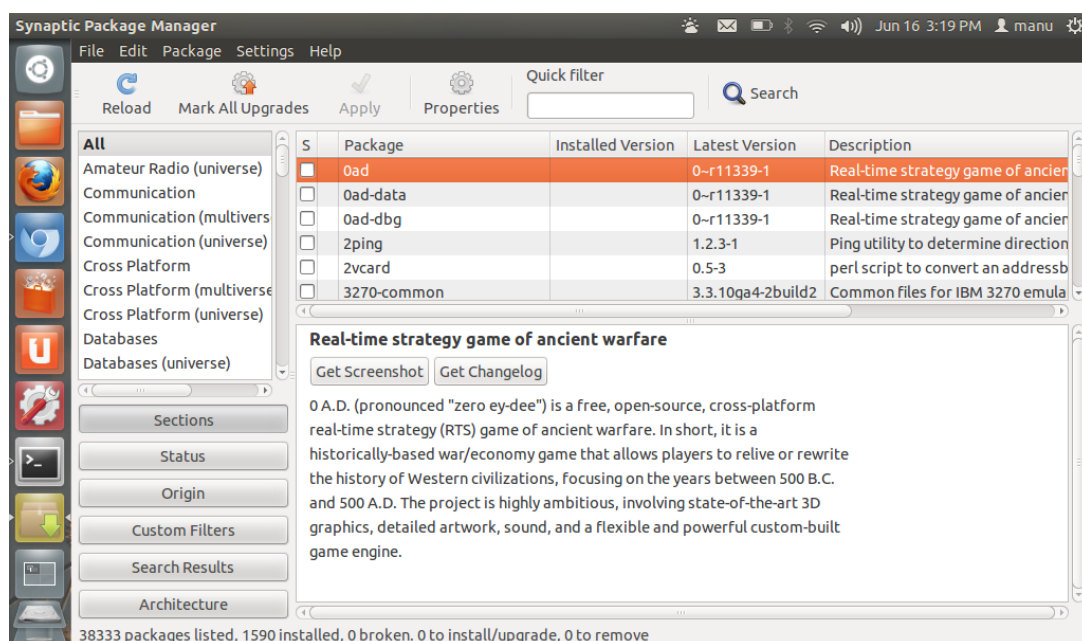 Synaptic Package Manager
Jun 16 3:19 PM manu
File Edit Package Settings Help
Reload
Mark All Upgrades
Apply
Properties
Quick filter
Search
All
Amateur Radio (universe)
Communication
Communication (multivers
Communication (universe)
Cross Platform
Cross Platform (multiverse
Cross Platform (universe)
Databases
Databases (universe)
Sections
Status
Origin
Custom Filters
Search Results
Architecture
S Package Installed Version Latest Version Description
0ad 0~r11339-1 Real-time strategy game of ancien
0ad-data 0~r11339-1 Real-time strategy game of ancien
0ad-dbg 0~r11339-1 Real-time strategy game of ancien
2ping 1.2.3-1 Ping utility to determine direction
2vcard 0.5-3 perl script to convert an addressb
3270-common 3.3.10ga4-2build2 Common files for IBM 3270 emula
Real-time strategy game of ancient warfare
Get Screenshot Get Changelog
0 A.D. (pronounced "zero ey-dee") is a free, open-source, cross-platform
real-time strategy (RTS) game of ancient warfare. In short, it is a
historically-based war/economy game that allows players to relive or rewrite
the history of Western civilizations, focusing on the years between 500 B.C.
and 500 A.D. The project is highly ambitious, involving state-of-the-art 3D
graphics, detailed artwork, sound, and a flexible and powerful custom-built
game engine.
38333 packages listed, 1590 installed, 0 broken. 0 to install/upgrade, 0 to remove